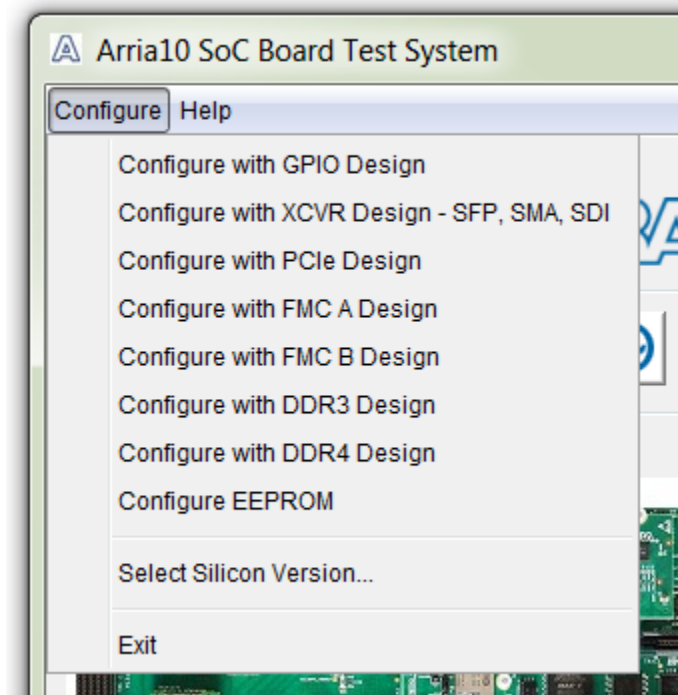 Arria10 SoC Board Test System
Configure Help
Configure with GPIO Design
Configure with XCVR Design - SFP, SMA, SDI
Configure with PCIe Design
Configure with FMC A Design
Configure with FMC B Design
Configure with DDR3 Design
Configure with DDR4 Design
Configure EEPROM
Select Silicon Version...
Exit